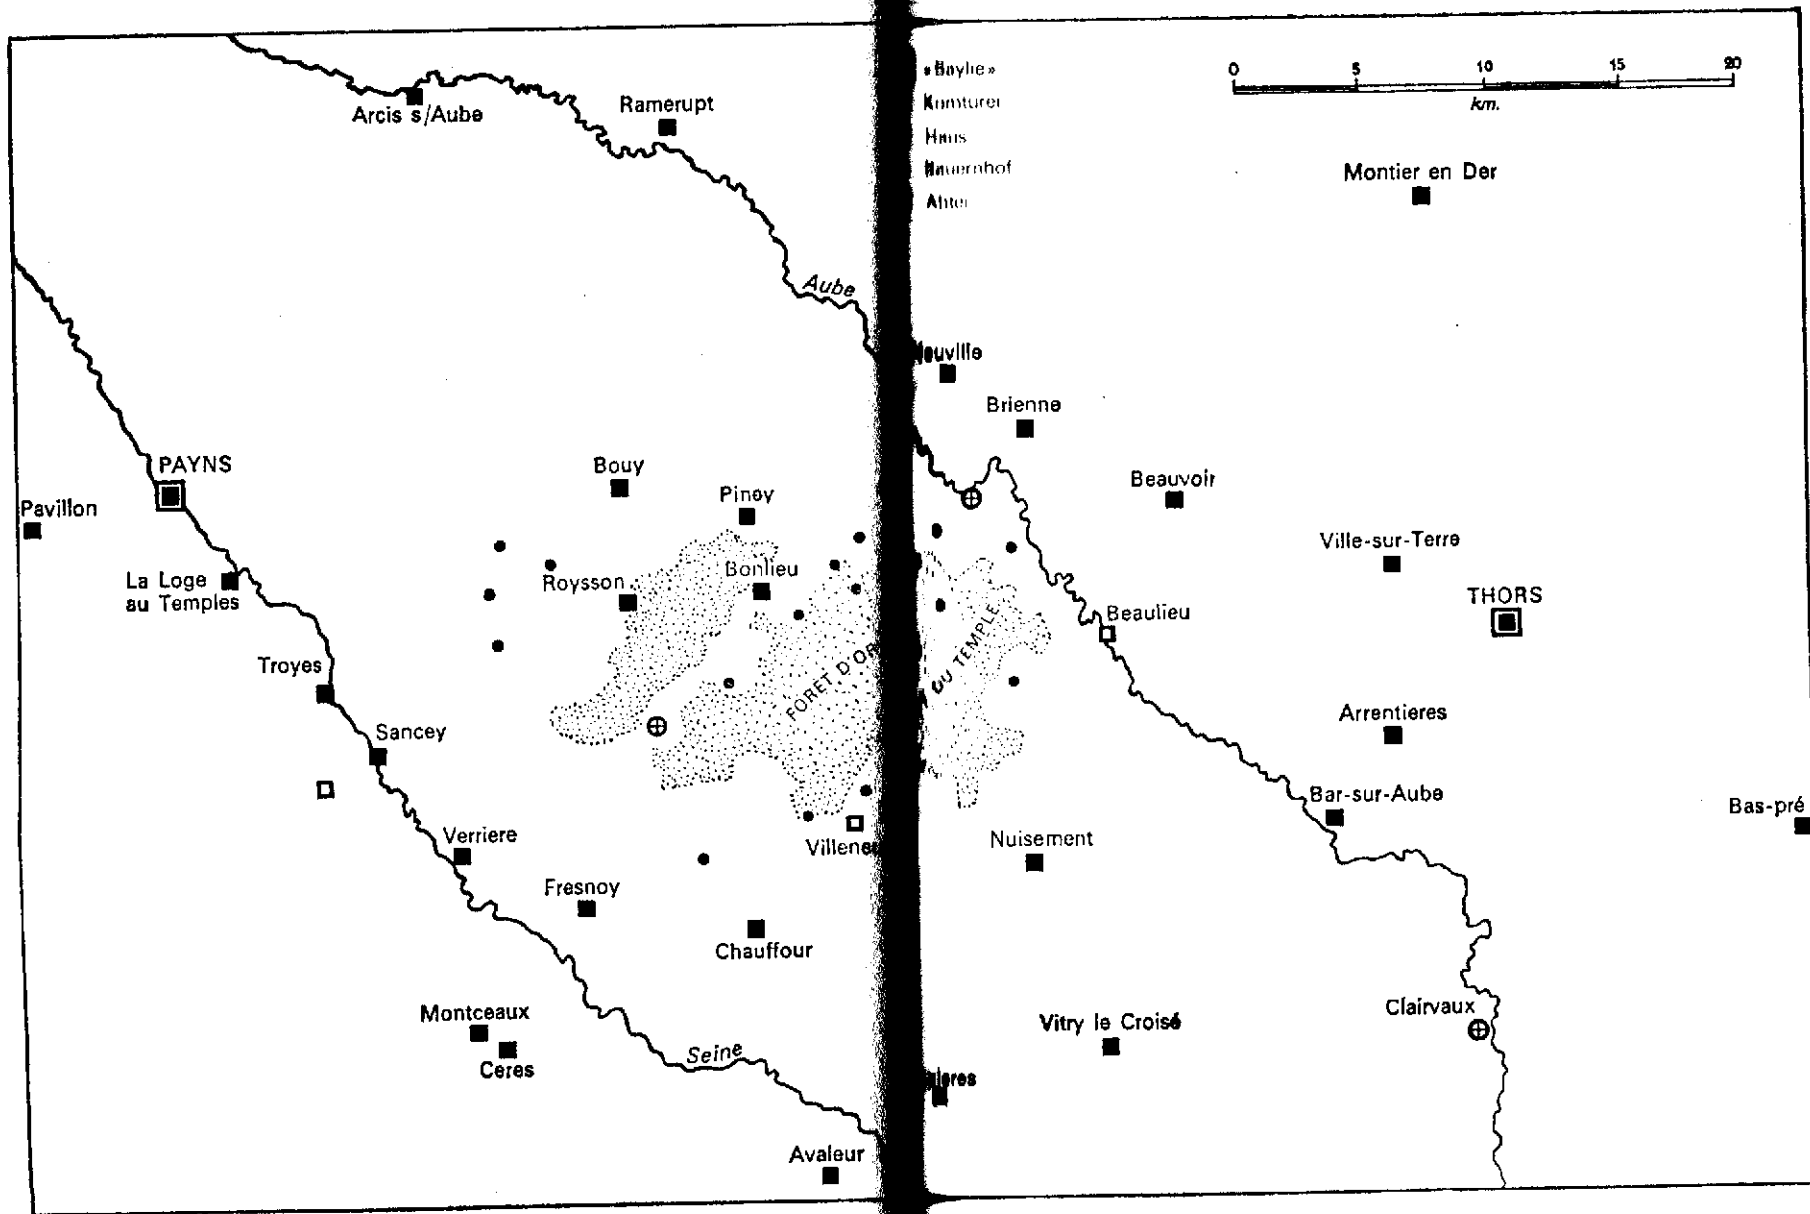 Arcis s/Aube
Ramerupt
«Baylie»
Komturei
Haus
Bauernhof
Abtei
0 5 10 15 20
km.
Montier en Der
Aube
Brienne
PAYNS
Pavillon
Bouy
Piney
Beauvoir
Ville-sur-Terre
La Loge
au Temples
Roysson
Bonlieu
THORS
Beaulieu
FORET D'OR
DU TEMPLE
Troyes
Sancey
Arrentieres
Bar-sur-Aube
Bas-pré
Verriere
Nuisement
Fresnoy
Chauffour
Montceaux
Ceres
Seine
Vitry le Croisé
Clairvaux
Avaleur